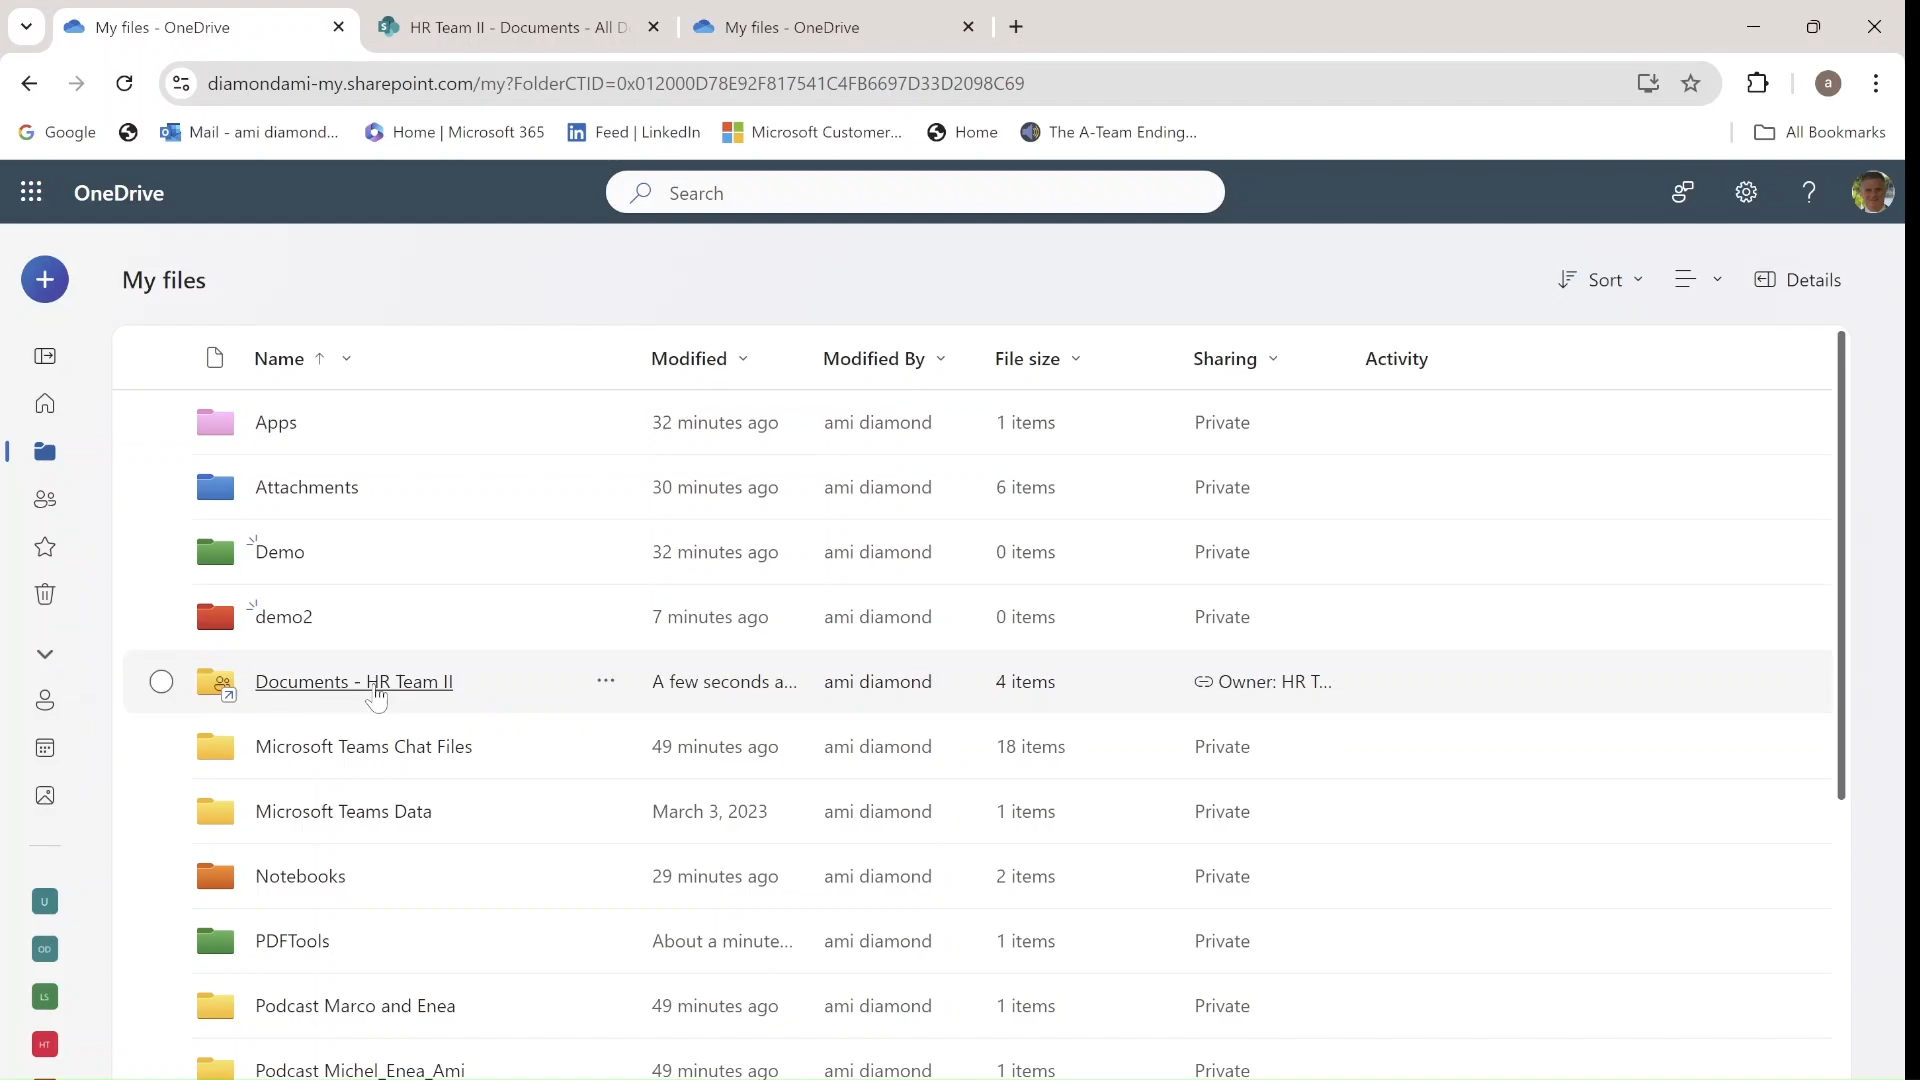 My files - OneDrive
HR Team II - Documents - All D
My files - OneDrive
diamondami-my.sharepoint.com/my?FolderCTID=0x012000D78E92F817541C4FB6697D33D2098C69
a
Google
Mail - ami diamond...
Home | Microsoft 365
Feed | LinkedIn
Microsoft Customer...
Home
The A-Team Ending...
All Bookmarks
OneDrive
Search
My files
Sort
Details
Name
Modified
Modified By
File size
Sharing
Activity
Apps 32 minutes ago ami diamond 1 items Private
Attachments 30 minutes ago ami diamond 6 items Private
Demo 32 minutes ago ami diamond 0 items Private
demo2 7 minutes ago ami diamond 0 items Private
Documents - HR Team II ... A few seconds a... ami diamond 4 items Owner: HR T...
Microsoft Teams Chat Files 49 minutes ago ami diamond 18 items Private
Microsoft Teams Data March 3, 2023 ami diamond 1 items Private
Notebooks 29 minutes ago ami diamond 2 items Private
PDFTools About a minute... ami diamond 1 items Private
Podcast Marco and Enea 49 minutes ago ami diamond 1 items Private
Podcast Michel_Enea_Ami 49 minutes ago ami diamond 1 items Private
U
OD
LS
HT